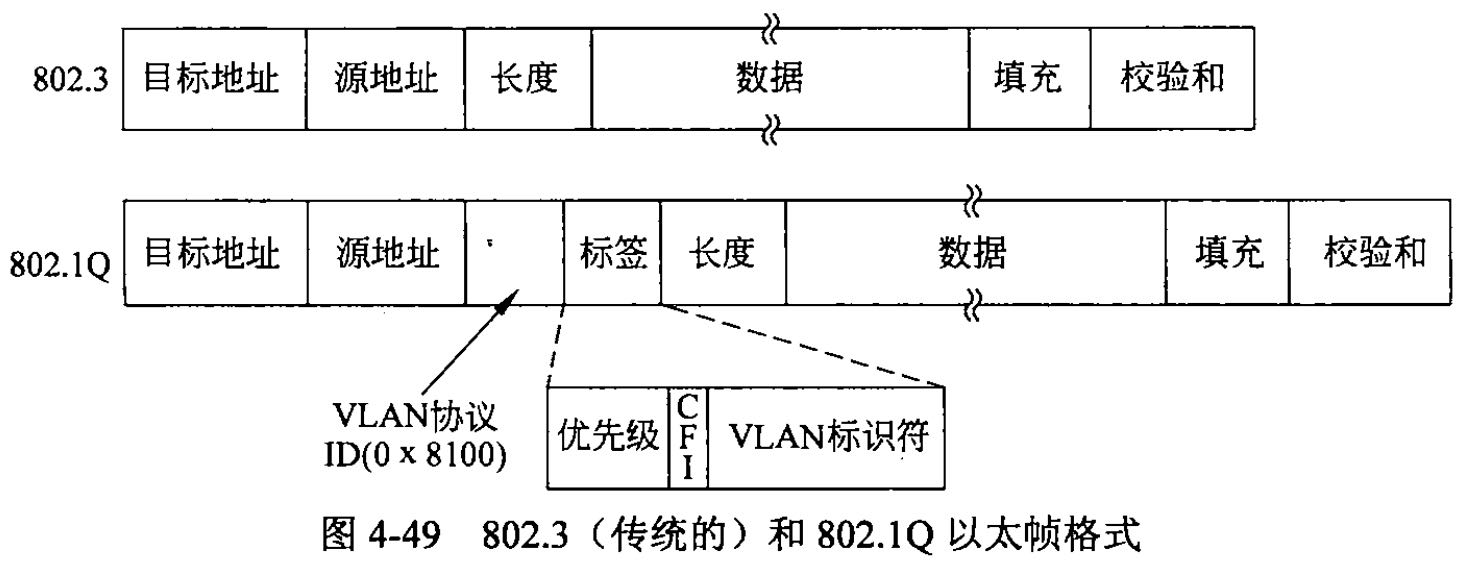 802.3 目标地址 源地址 长度 数据 填充 校验和
802.1Q 目标地址 源地址 标签 长度 数据 填充 校验和
VLAN协议
ID(0 x 8100)
优先级 CFI VLAN标识符
图 4-49 802.3（传统的）和 802.1Q 以太帧格式